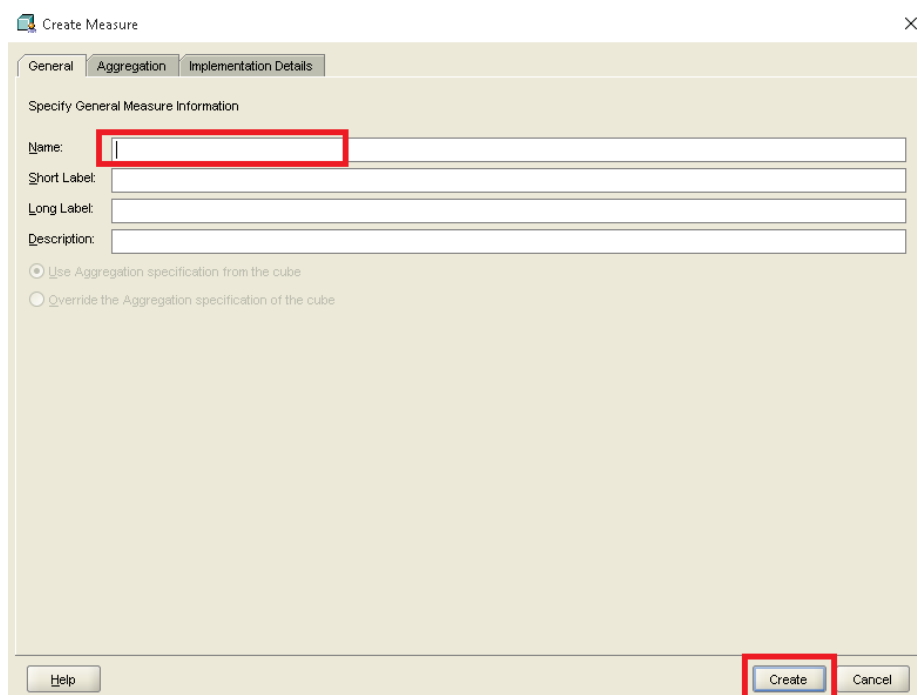 Create Measure
General Aggregation Implementation Details
Specify General Measure Information
Name:
Short Label:
Long Label:
Description:
Use Aggregation specification from the cube
Override the Aggregation specification of the cube
Help Create Cancel